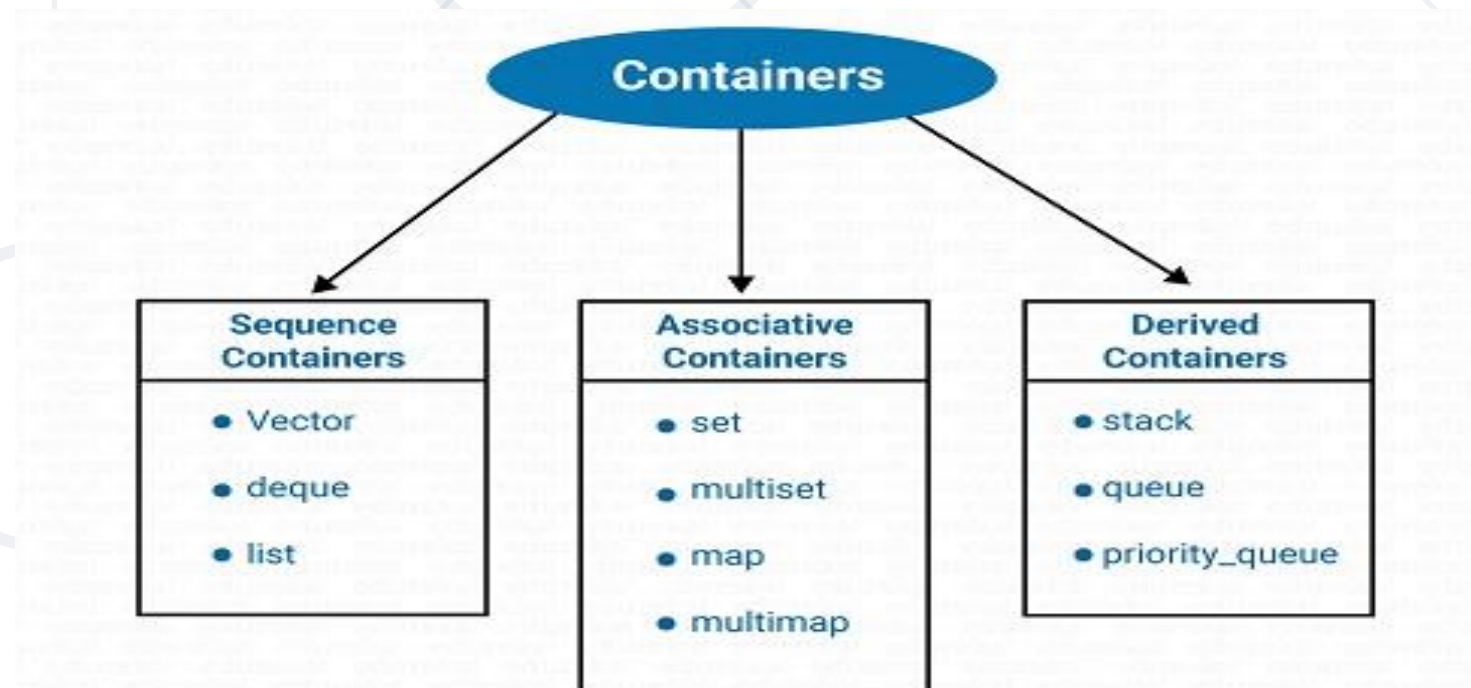 Containers
Sequence
Containers
Vector
deque
list
Associative
Containers
set
multiset
map
multimap
Derived
Containers
stack
queue
priority_queue